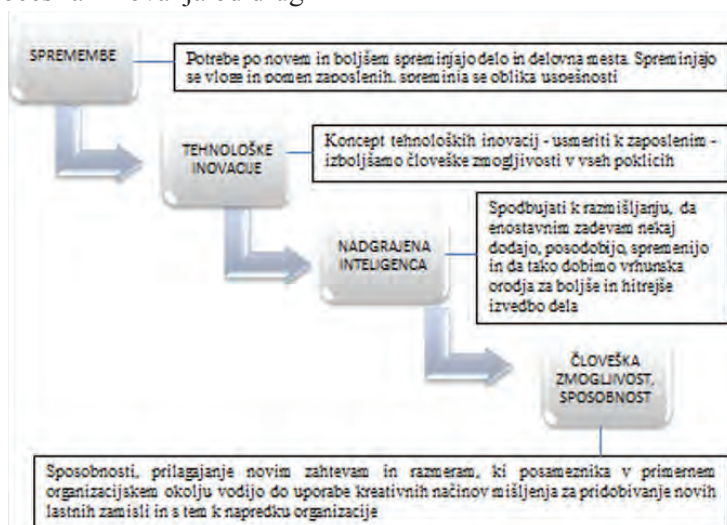 SPREMEMBE
Potrebe po novem in boljšem spreminjajo delo in delovna mesta. Spreminjajo
se vloge in pomen zaposlenih, spreminja se oblika uspešnosti
TEHNOLOŠKE
INOVACIJE
Koncept tehnoloških inovacij - usmeriti k zaposlenim -
izboljšamo človeške zmogljivosti v vseh poklicih
NADGRAJENA
INTELIGENCA
Spodbujati k razmišljanju, da
enostavnim zadevam nekaj
dodajo, posodobijo, spremenijo
in da tako dobimo vrhunska
orodja za boljše in hitrejše
izvedbo dela
ČLOVEŠKA
ZMOGLJIVOST,
SPOSOBNOST
Sposobnosti, prilagajanje novim zahtevam in razmeram, ki posameznika v primernem
organizacijskem okolju vodijo do uporabe kreativnih načinov mišljenja za pridobivanje novih
lastnih zamisli in s tem k napredku organizacije